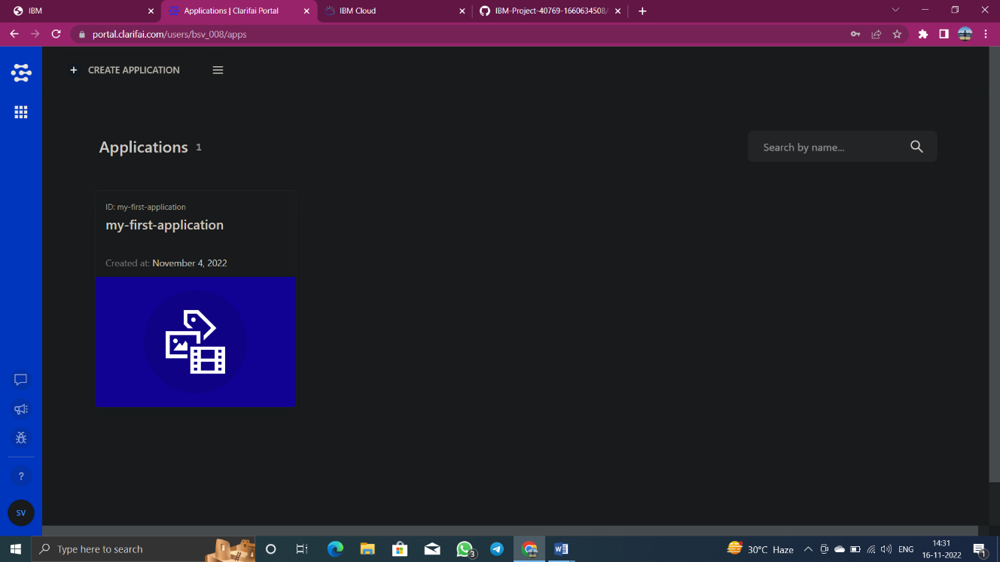 IBM
Applications | Clarifai Portal
IBM Cloud
IBM-Project-40769-1660634508/
portal.clarifai.com/users/bsv_008/apps
+ CREATE APPLICATION
Applications 1
Search by name...
ID: my-first-application
my-first-application
Created at: November 4, 2022
?
SV
Type here to search
3
30°C Haze
ENG
14:31
16-11-2022
1